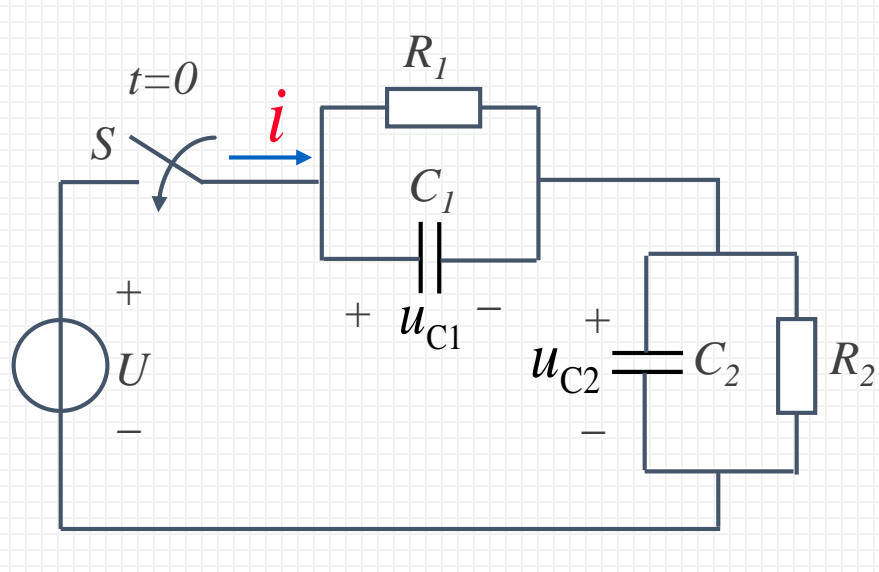 R1
t=0
i
S
C1
+ uC1 −
+
U
−
+
uC2
−
C2
R2